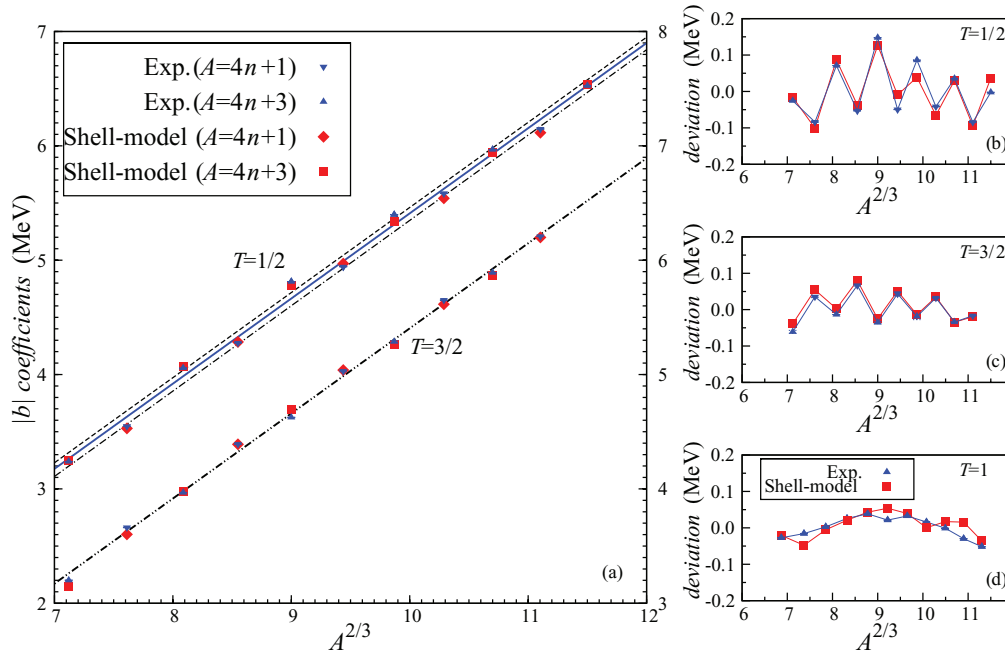 |b| coefficients (MeV)
7
6
5
4
3
2
Exp.(A=4n+1)
Exp.(A=4n+3)
Shell-model (A=4n+1)
Shell-model (A=4n+3)
T=1/2
T=3/2
(a)
8
7
6
5
4
3
7 8 9 10 11 12
A^{2/3}
deviation (MeV)
0.2
0.1
0.0
-0.1
-0.2
T=1/2
(b)
6 7 8 9 10 11
A^{2/3}
deviation (MeV)
0.2
0.1
0.0
-0.1
-0.2
T=3/2
(c)
6 7 8 9 10 11
A^{2/3}
deviation (MeV)
0.2
0.1
0.0
-0.1
-0.2
Exp.
Shell-model
T=1
(d)
6 7 8 9 10 11
A^{2/3}